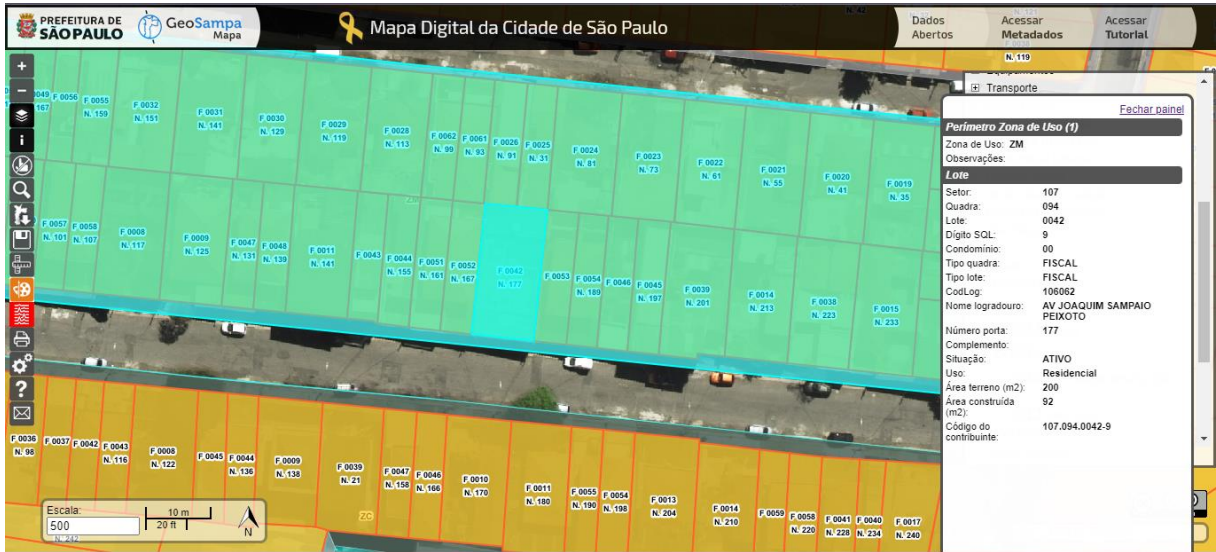 PREFEITURA DE
SÃO PAULO
GeoSampa
Mapa
Mapa Digital da Cidade de São Paulo
Dados
Abertos
Acessar
Metadados
Acessar
Tutorial
N. 119
Transporte
Fechar painel
Perímetro Zona de Uso (1)
Zona de Uso: ZM
Observações:
Lote
Setor: 107
Quadra: 094
Lote: 0042
Dígito SQL: 9
Condomínio: 00
Tipo quadra: FISCAL
Tipo lote: FISCAL
CodLog: 106062
Nome logradouro: AV JOAQUIM SAMPAIO
PEIXOTO
Número porta: 177
Complemento:
Situação: ATIVO
Uso: Residencial
Área terreno (m2): 200
Área construída 92
(m2):
Código do 107.094.0042-9
contribuinte:
F 0056
F 0055
N. 159
F 0032
N. 151
F 0031
N. 141
F 0030
N. 129
F 0029
N. 119
F 0028
N. 113
F 0062
N. 99
F 0061
N. 93
F 0026
N. 91
F 0025
N. 31
F 0024
N. 81
F 0023
N. 73
F 0022
N. 61
F 0021
N. 55
F 0020
N. 41
F 0019
N. 35
F 0057
N. 101
F 0058
N. 107
F 0008
N. 117
F 0009
N. 125
F 0047
N. 131
F 0048
N. 139
F 0011
N. 141
F 0043
F 0044
N. 155
F 0051
N. 161
F 0052
N. 167
F 0042
N. 177
F 0053
F 0054
N. 189
F 0046
F 0045
N. 197
F 0039
N. 201
F 0014
N. 213
F 0038
N. 223
F 0015
N. 233
F 0036
N. 98
F 0037
F 0042
F 0043
N. 116
F 0008
N. 122
F 0045
F 0044
N. 136
F 0009
N. 138
F 0039
N. 21
F 0047
N. 158
F 0046
N. 166
F 0010
N. 170
F 0011
N. 180
F 0055
N. 190
F 0054
N. 198
F 0013
N. 204
F 0014
N. 210
F 0059
F 0058
N. 220
F 0041
N. 228
F 0040
N. 234
F 0017
N. 240
ZC
Escala:
500
10 m
20 ft
N
N. 242